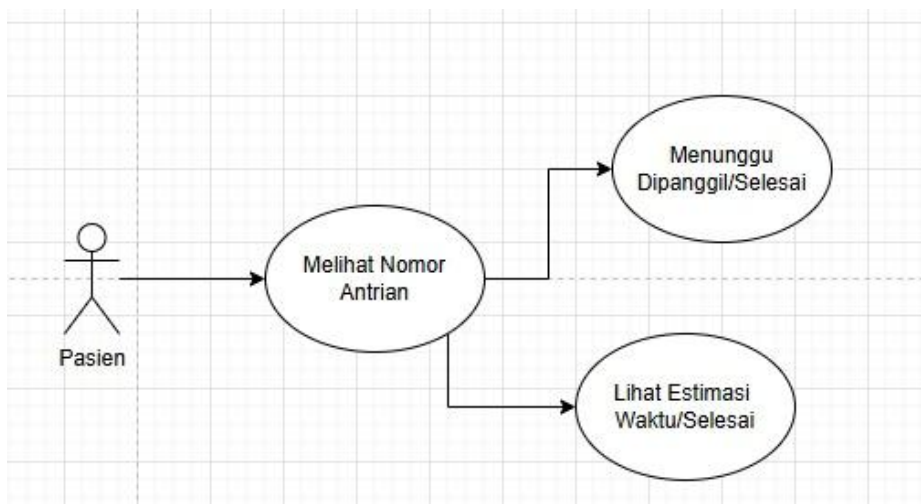 Menunggu
Dipanggil/Selesai
Melihat Nomor
Antrian
Pasien
Lihat Estimasi
Waktu/Selesai